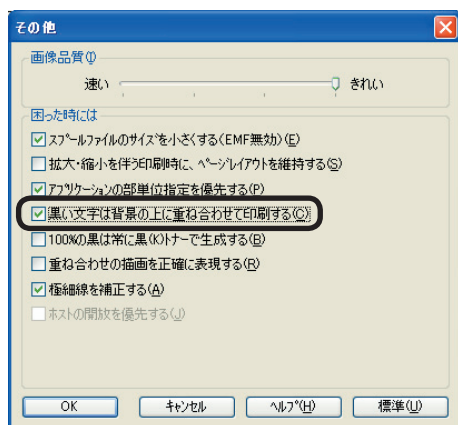 その他
画像品質(I)
速い きれい
困った時には
スプールファイルのサイズを小さくする(EMF無効)(E)
拡大・縮小を伴う印刷時に、ページレイアウトを維持する(S)
アプリケーションの部単位指定を優先する(P)
黒い文字は背景の上に重ね合わせて印刷する(C)
100%の黒は常に黒(K)トナーで生成する(B)
重ね合わせの描画を正確に表現する(R)
極細線を補正する(A)
ホストの開放を優先する(J)
OK キャンセル ヘルプ(H) 標準(U)